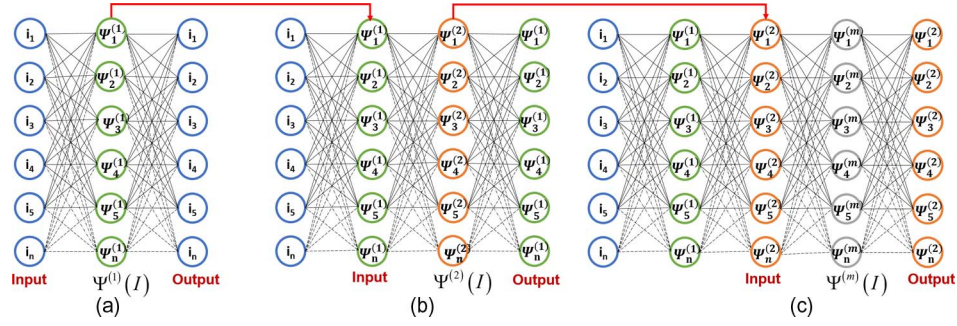 i₁ Ψ₁⁽¹⁾ i₁ Ψ₁⁽¹⁾ Ψ₁⁽²⁾ Ψ₁⁽¹⁾ i₁ i₁ Ψ₁⁽¹⁾ Ψ₁⁽²⁾ Ψ₁⁽ᵐ⁾ Ψ₁⁽²⁾
i₂ Ψ₂⁽¹⁾ i₂ i₂ Ψ₂⁽¹⁾ Ψ₂⁽²⁾ Ψ₂⁽¹⁾ i₂ Ψ₂⁽¹⁾ Ψ₂⁽²⁾ Ψ₂⁽ᵐ⁾ Ψ₂⁽²⁾
i₃ Ψ₃⁽¹⁾ i₃ i₃ Ψ₃⁽¹⁾ Ψ₃⁽²⁾ Ψ₃⁽¹⁾ i₃ Ψ₃⁽¹⁾ Ψ₃⁽²⁾ Ψ₃⁽ᵐ⁾ Ψ₃⁽²⁾
i₄ Ψ₄⁽¹⁾ i₄ i₄ Ψ₄⁽¹⁾ Ψ₄⁽²⁾ Ψ₄⁽¹⁾ i₄ Ψ₄⁽¹⁾ Ψ₄⁽²⁾ Ψ₄⁽ᵐ⁾ Ψ₄⁽²⁾
i₅ Ψ₅⁽¹⁾ i₅ i₅ Ψ₅⁽¹⁾ Ψ₅⁽²⁾ Ψ₅⁽¹⁾ i₅ Ψ₅⁽¹⁾ Ψ₅⁽²⁾ Ψ₅⁽ᵐ⁾ Ψ₅⁽²⁾
iₙ Ψₙ⁽¹⁾ iₙ iₙ Ψₙ⁽¹⁾ Ψₙ⁽²⁾ Ψₙ⁽¹⁾ iₙ Ψₙ⁽¹⁾ Ψₙ⁽²⁾ Ψₙ⁽ᵐ⁾ Ψₙ⁽²⁾
Input Ψ⁽¹⁾(I) Output Input Ψ⁽²⁾(I) Output Input Ψ⁽ᵐ⁾(I) Output
(a) (b) (c)